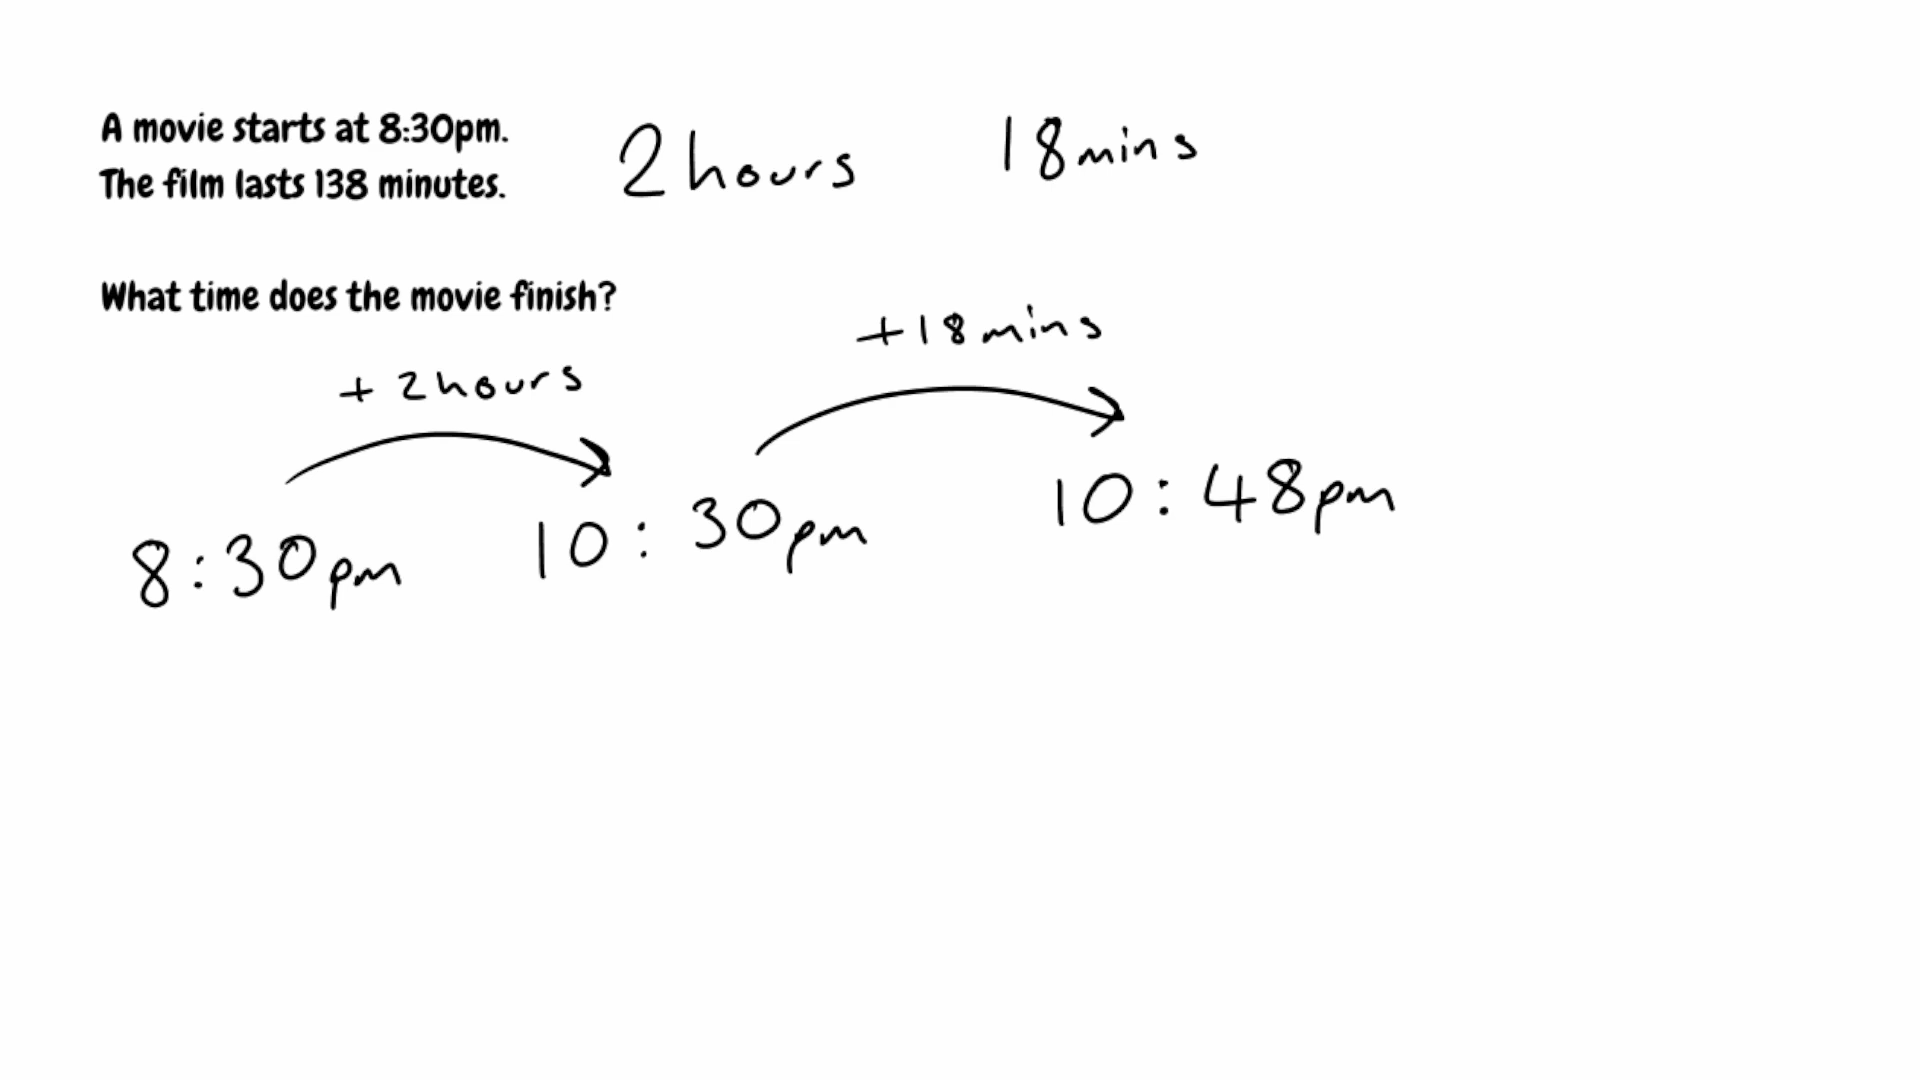 A movie starts at 8:30pm.
The film lasts 138 minutes.
2 hours 18 mins
What time does the movie finish?
+ 2 hours
+ 18 mins
8:30pm
10:30pm
10:48pm